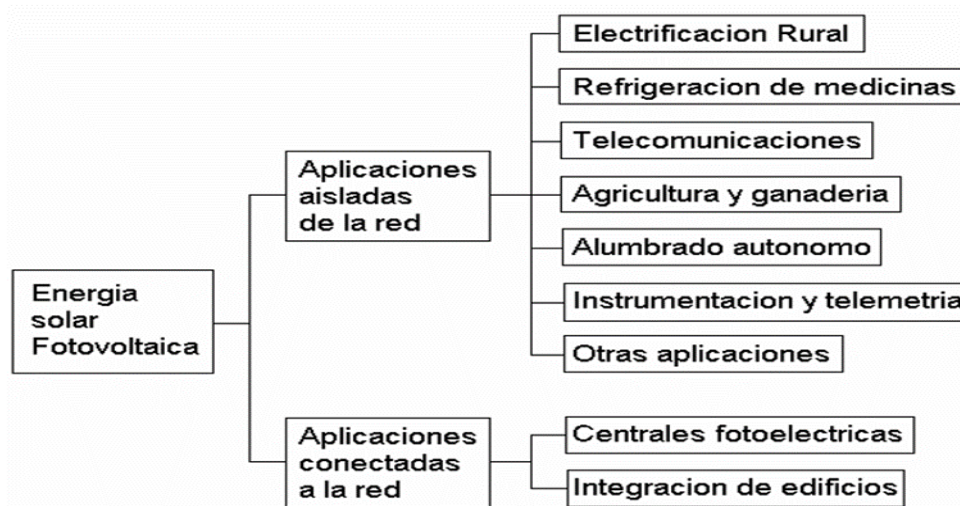 Energia
solar
Fotovoltaica
Aplicaciones
aisladas
de la red
Electrificacion Rural
Refrigeracion de medicinas
Telecomunicaciones
Agricultura y ganaderia
Alumbrado autonomo
Instrumentacion y telemetria
Otras aplicaciones
Aplicaciones
conectadas
a la red
Centrales fotoelectricas
Integracion de edificios